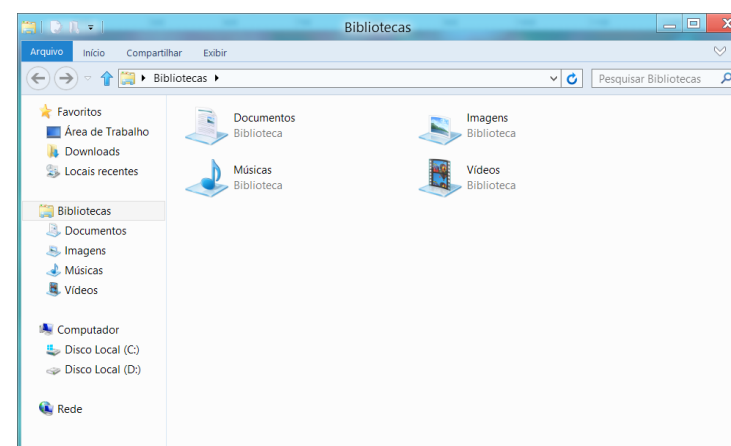 Bibliotecas
Arquivo Início Compartilhar Exibir
Bibliotecas
Pesquisar Bibliotecas
Favoritos
Área de Trabalho
Downloads
Locais recentes
Bibliotecas
Documentos
Imagens
Músicas
Vídeos
Computador
Disco Local (C:)
Disco Local (D:)
Rede
Documentos
Biblioteca
Imagens
Biblioteca
Músicas
Biblioteca
Vídeos
Biblioteca